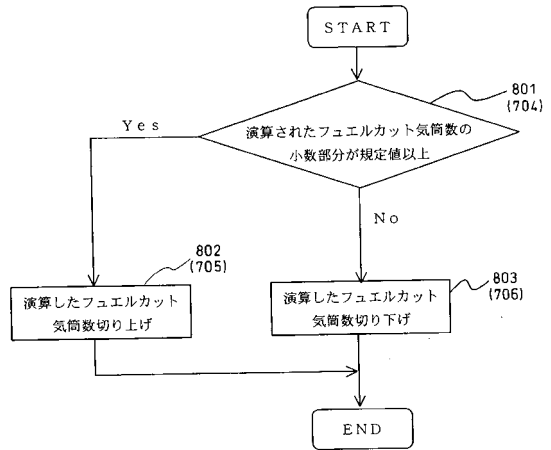 START
801
(704)
演算されたフュエルカット気筒数の
小数部分が規定値以上
Yes
No
802
(705)
演算したフュエルカット
気筒数切り上げ
803
(706)
演算したフュエルカット
気筒数切り下げ
END